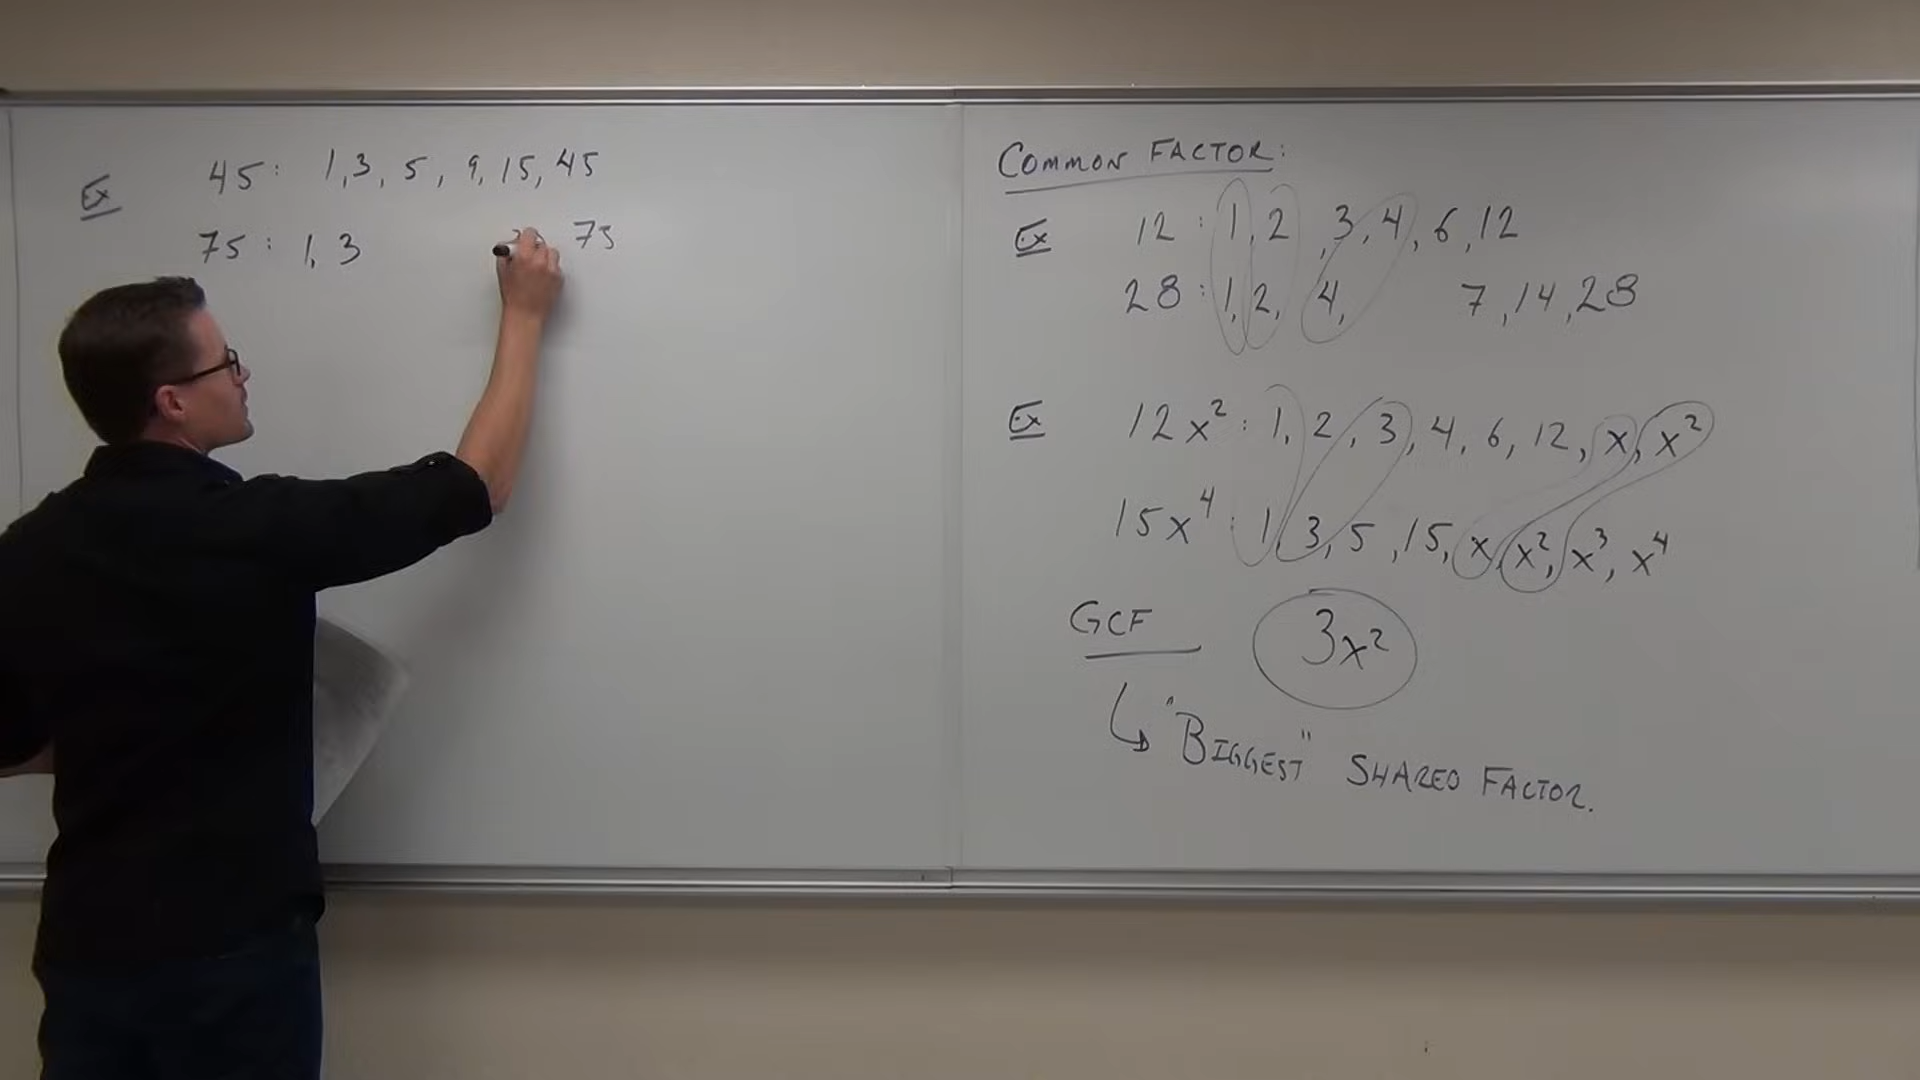 Ex 45: 1, 3, 5, 9, 15, 45
75: 1, 3 75
COMMON FACTOR:
Ex 12: 1, 2, 3, 4, 6, 12
28: 1, 2, 4, 7, 14, 28
Ex 12x²: 1, 2, 3, 4, 6, 12, x, x²
15x⁴: 1, 3, 5, 15, x, x², x³, x⁴
GCF 3x²
"BIGGEST" SHARED FACTOR.